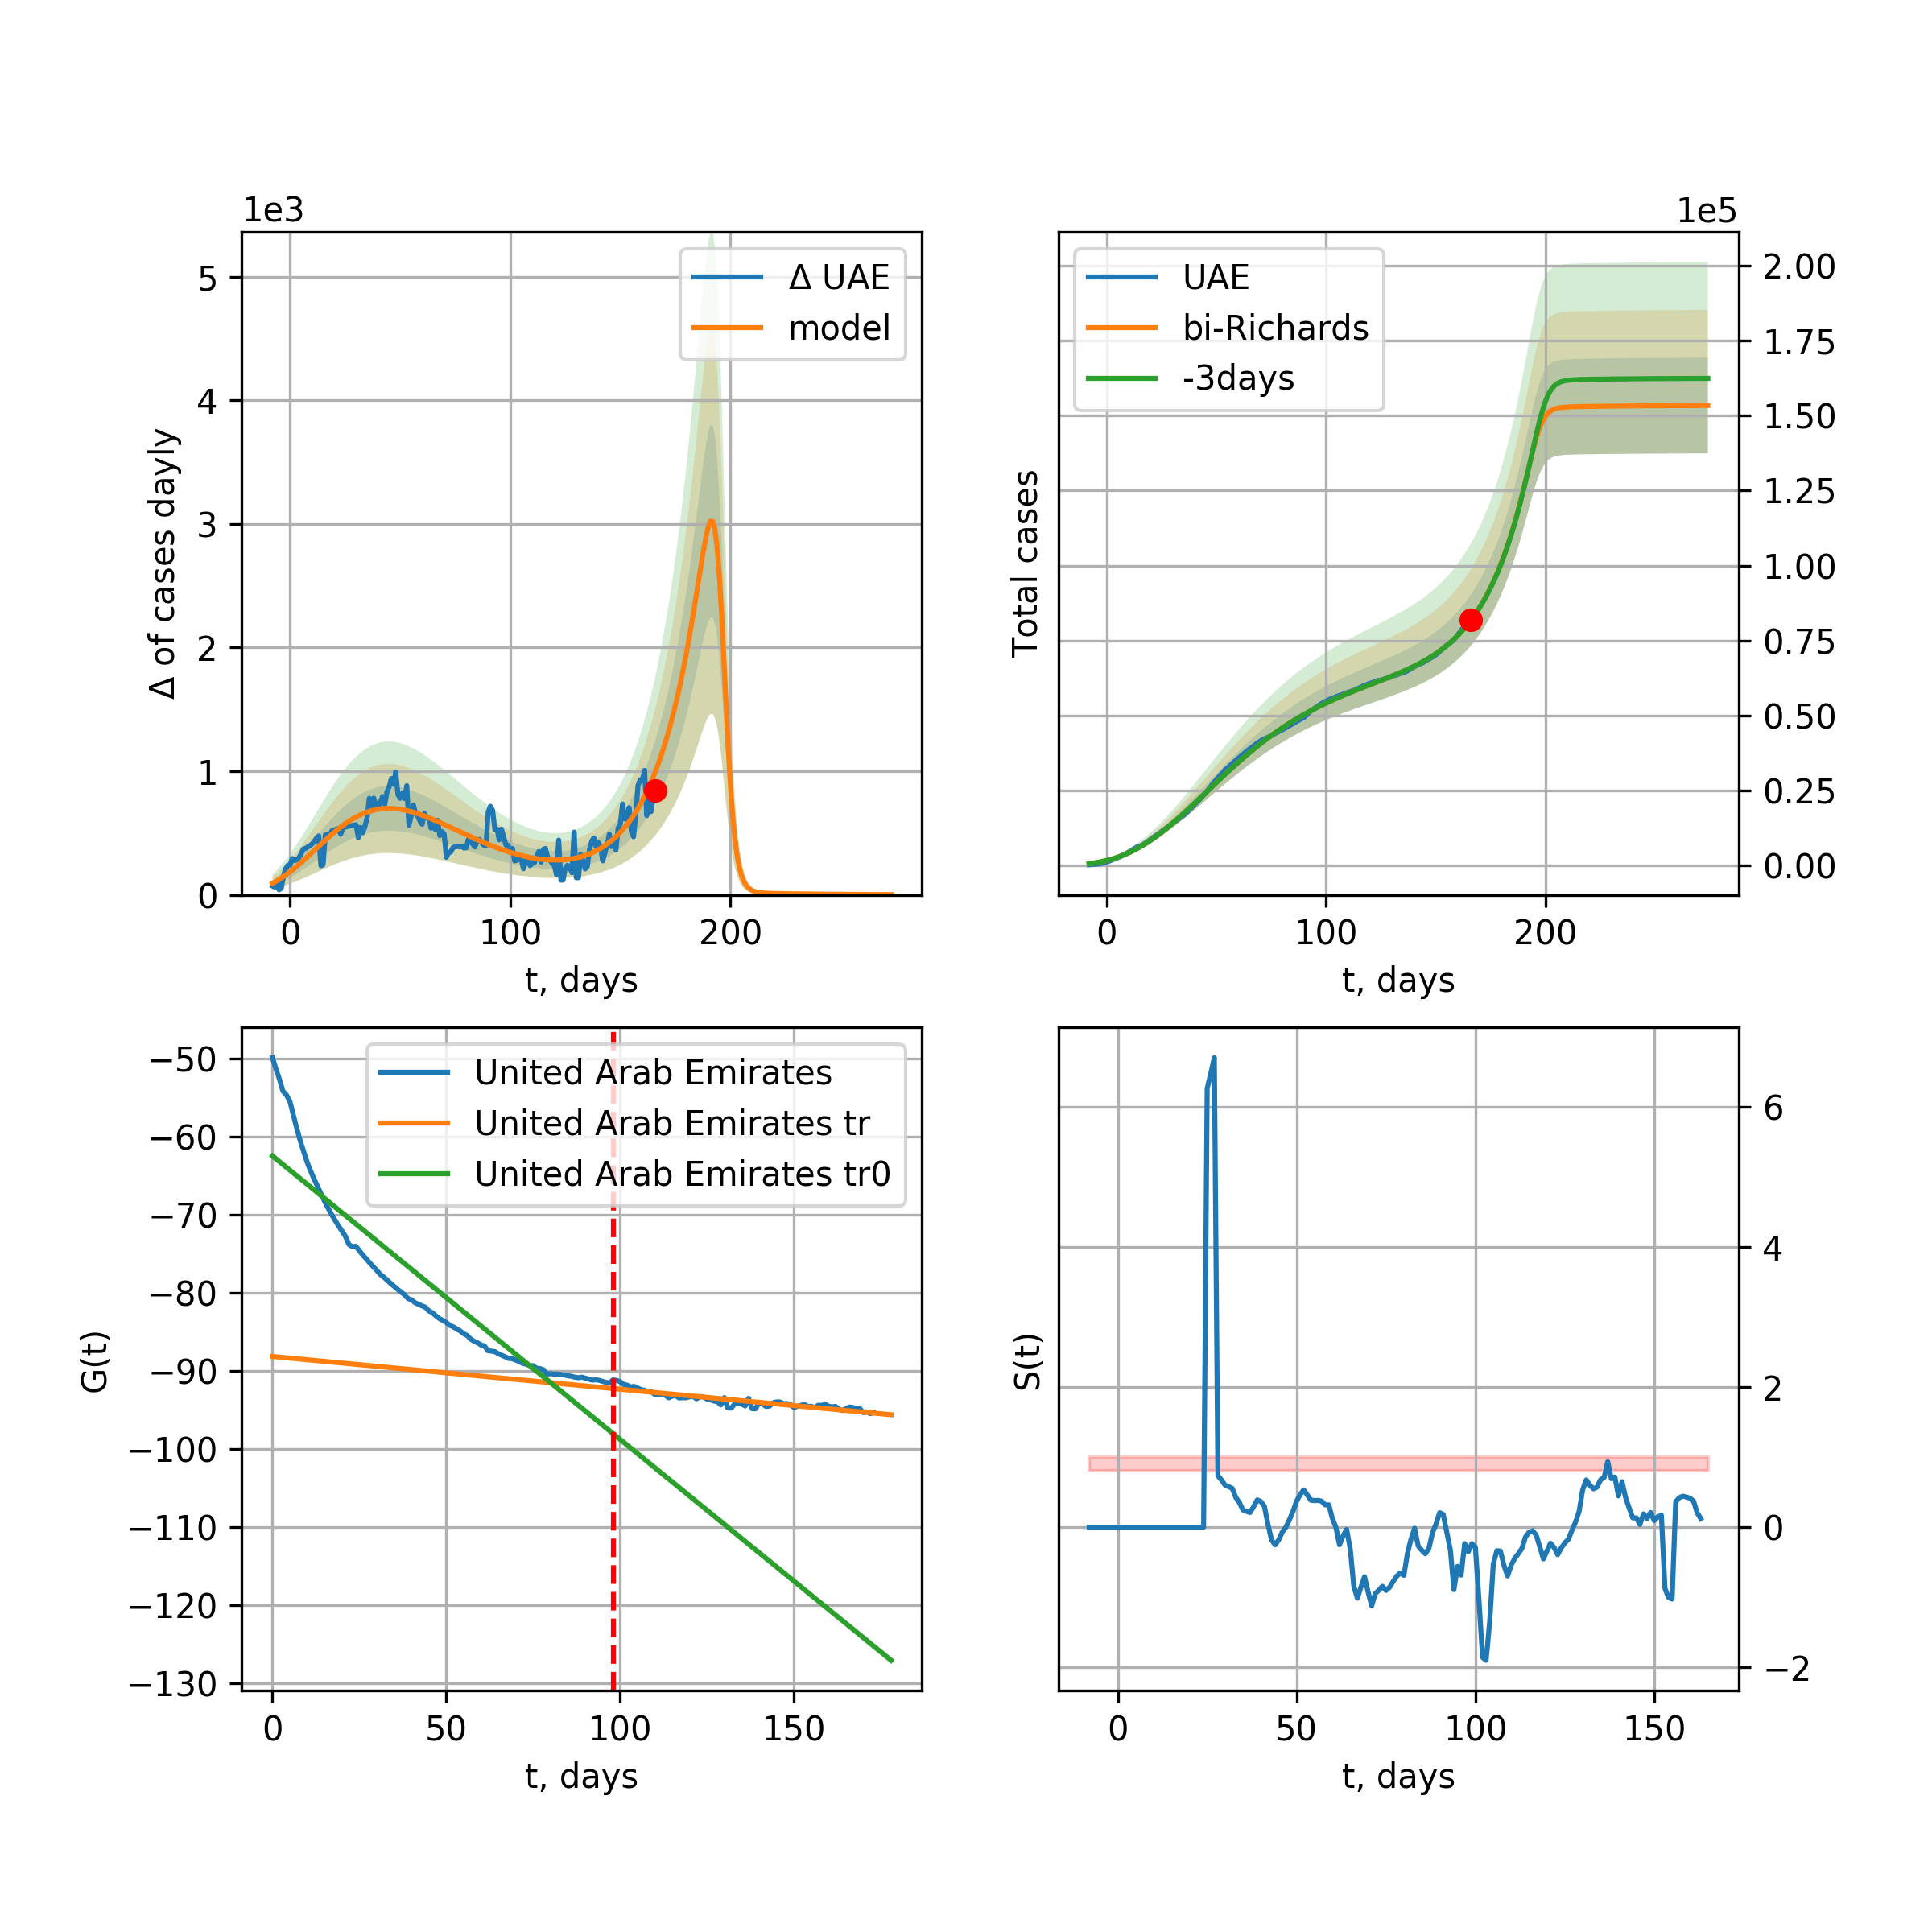 1e3
5
4
3
2
1
0
Δ of cases dayly
0 100 200
t, days
Δ UAE
model
1e5
2.00
1.75
1.50
1.25
1.00
0.75
0.50
0.25
0.00
Total cases
0 100 200
t, days
UAE
bi-Richards
-3days
−50
−60
−70
−80
−90
−100
−110
−120
−130
G(t)
0 50 100 150
t, days
United Arab Emirates
United Arab Emirates tr
United Arab Emirates tr0
6
4
2
0
−2
S(t)
0 50 100 150
t, days